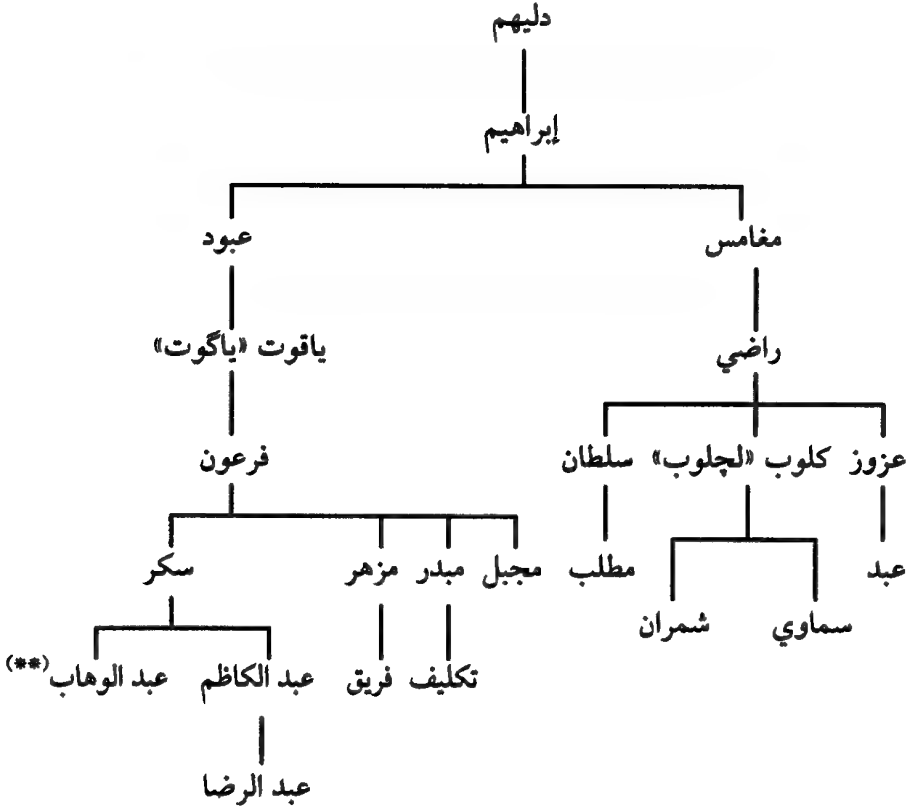 دليهم
إبراهيم
مغامس عبود
راضي ياقوت «ياگوت»
عزوز كلوب «لچلوب» سلطان فرعون
عبد مطلب مجبل مبدر مزهر سكر
سماوي شمران
تكليف فريق عبد الكاظم عبد الوهاب(**)
عبد الرضا